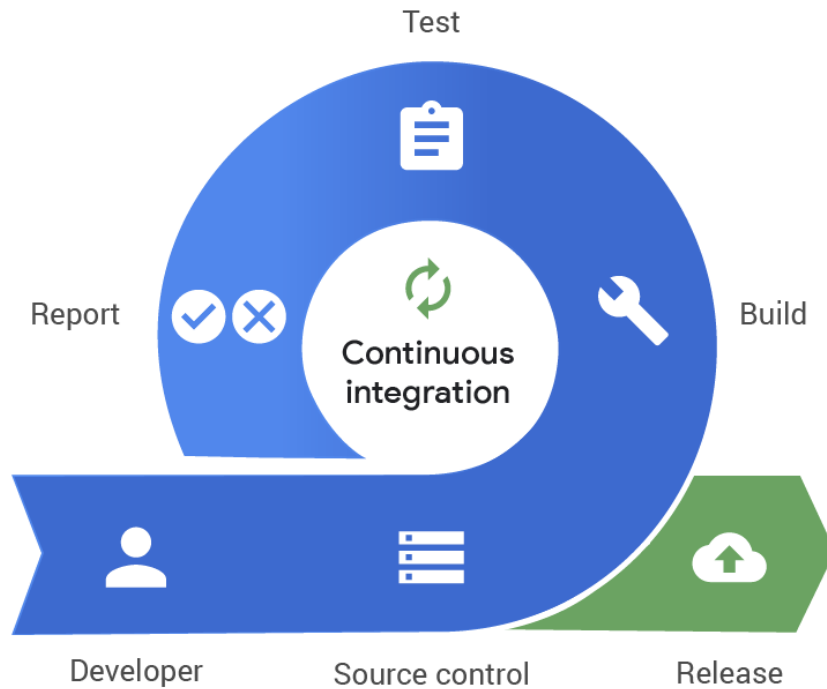 Test
Report
Continuous
integration
Build
Developer
Source control
Release